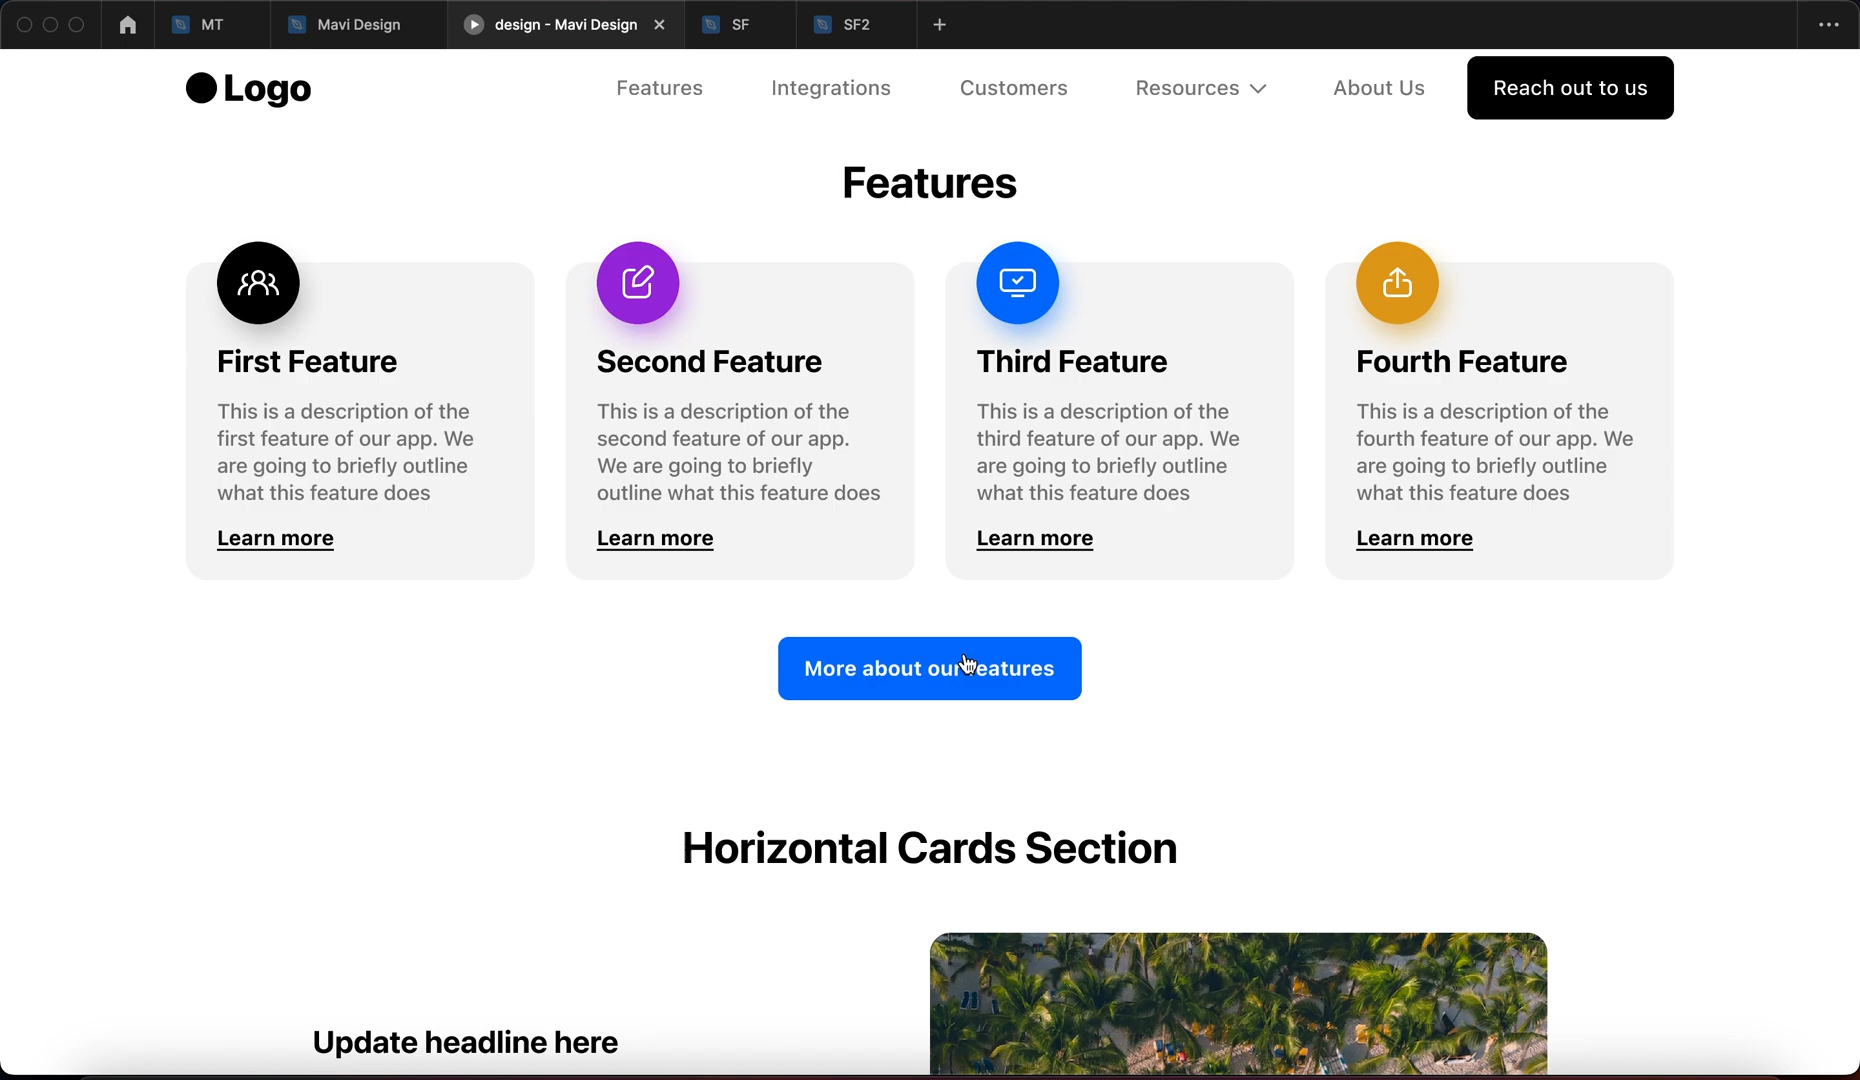 MT
Mavi Design
design - Mavi Design
SF
SF2
Logo
Features
Integrations
Customers
Resources
About Us
Reach out to us
Features
First Feature
This is a description of the
first feature of our app. We
are going to briefly outline
what this feature does
Learn more
Second Feature
This is a description of the
second feature of our app.
We are going to briefly
outline what this feature does
Learn more
Third Feature
This is a description of the
third feature of our app. We
are going to briefly outline
what this feature does
Learn more
Fourth Feature
This is a description of the
fourth feature of our app. We
are going to briefly outline
what this feature does
Learn more
More about our features
Horizontal Cards Section
Update headline here